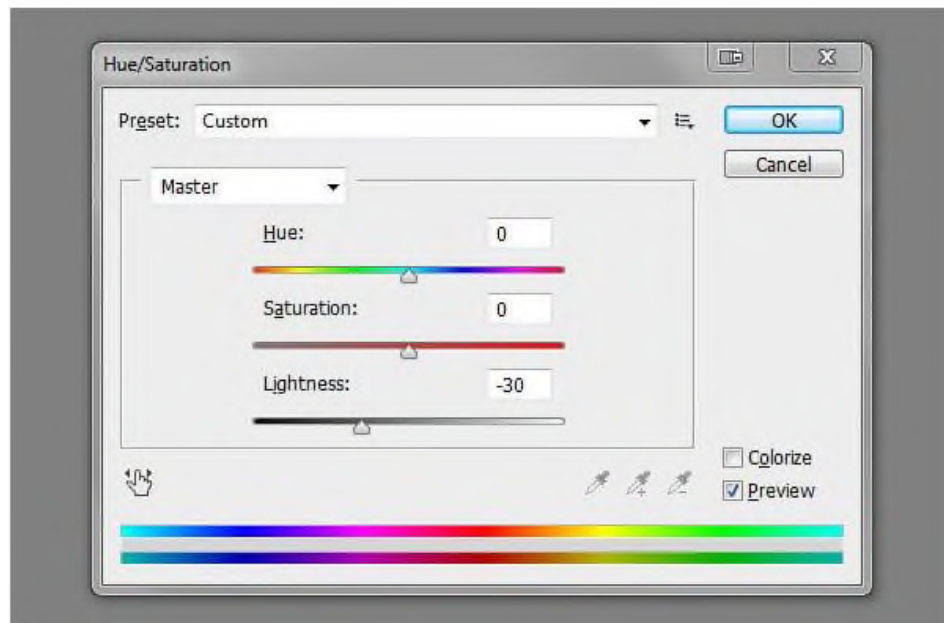 Hue/Saturation
Preset: Custom
OK
Cancel
Master
Hue: 0
Saturation: 0
Lightness: -30
Colorize
Preview